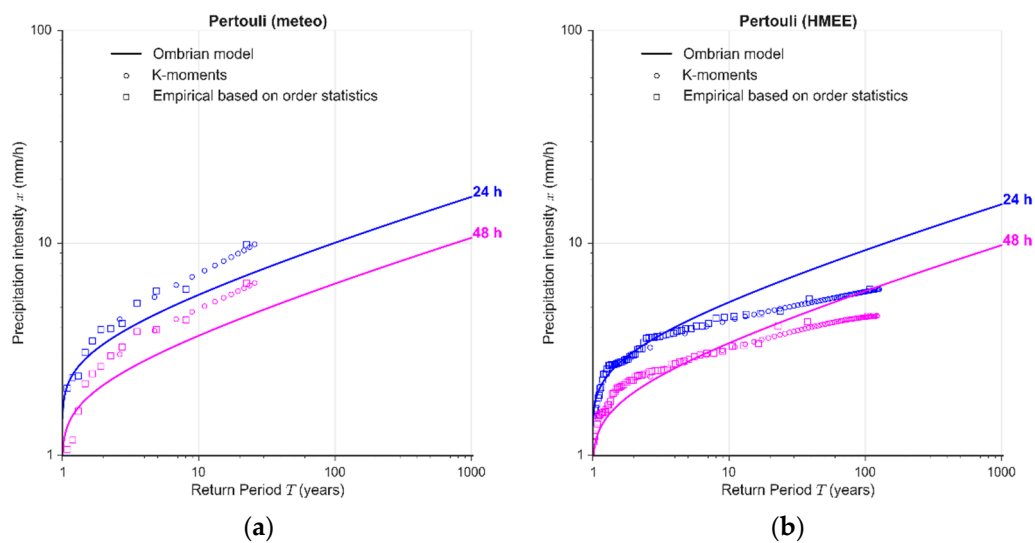 Pertouli (meteo)
100
10
1
Precipitation intensity x (mm/h)
Ombrian model
K-moments
Empirical based on order statistics
24 h
48 h
1
10
100
1000
Return Period T (years)
(a)
Pertouli (HMEE)
100
10
1
Precipitation intensity x (mm/h)
Ombrian model
K-moments
Empirical based on order statistics
24 h
48 h
1
10
100
1000
Return Period T (years)
(b)